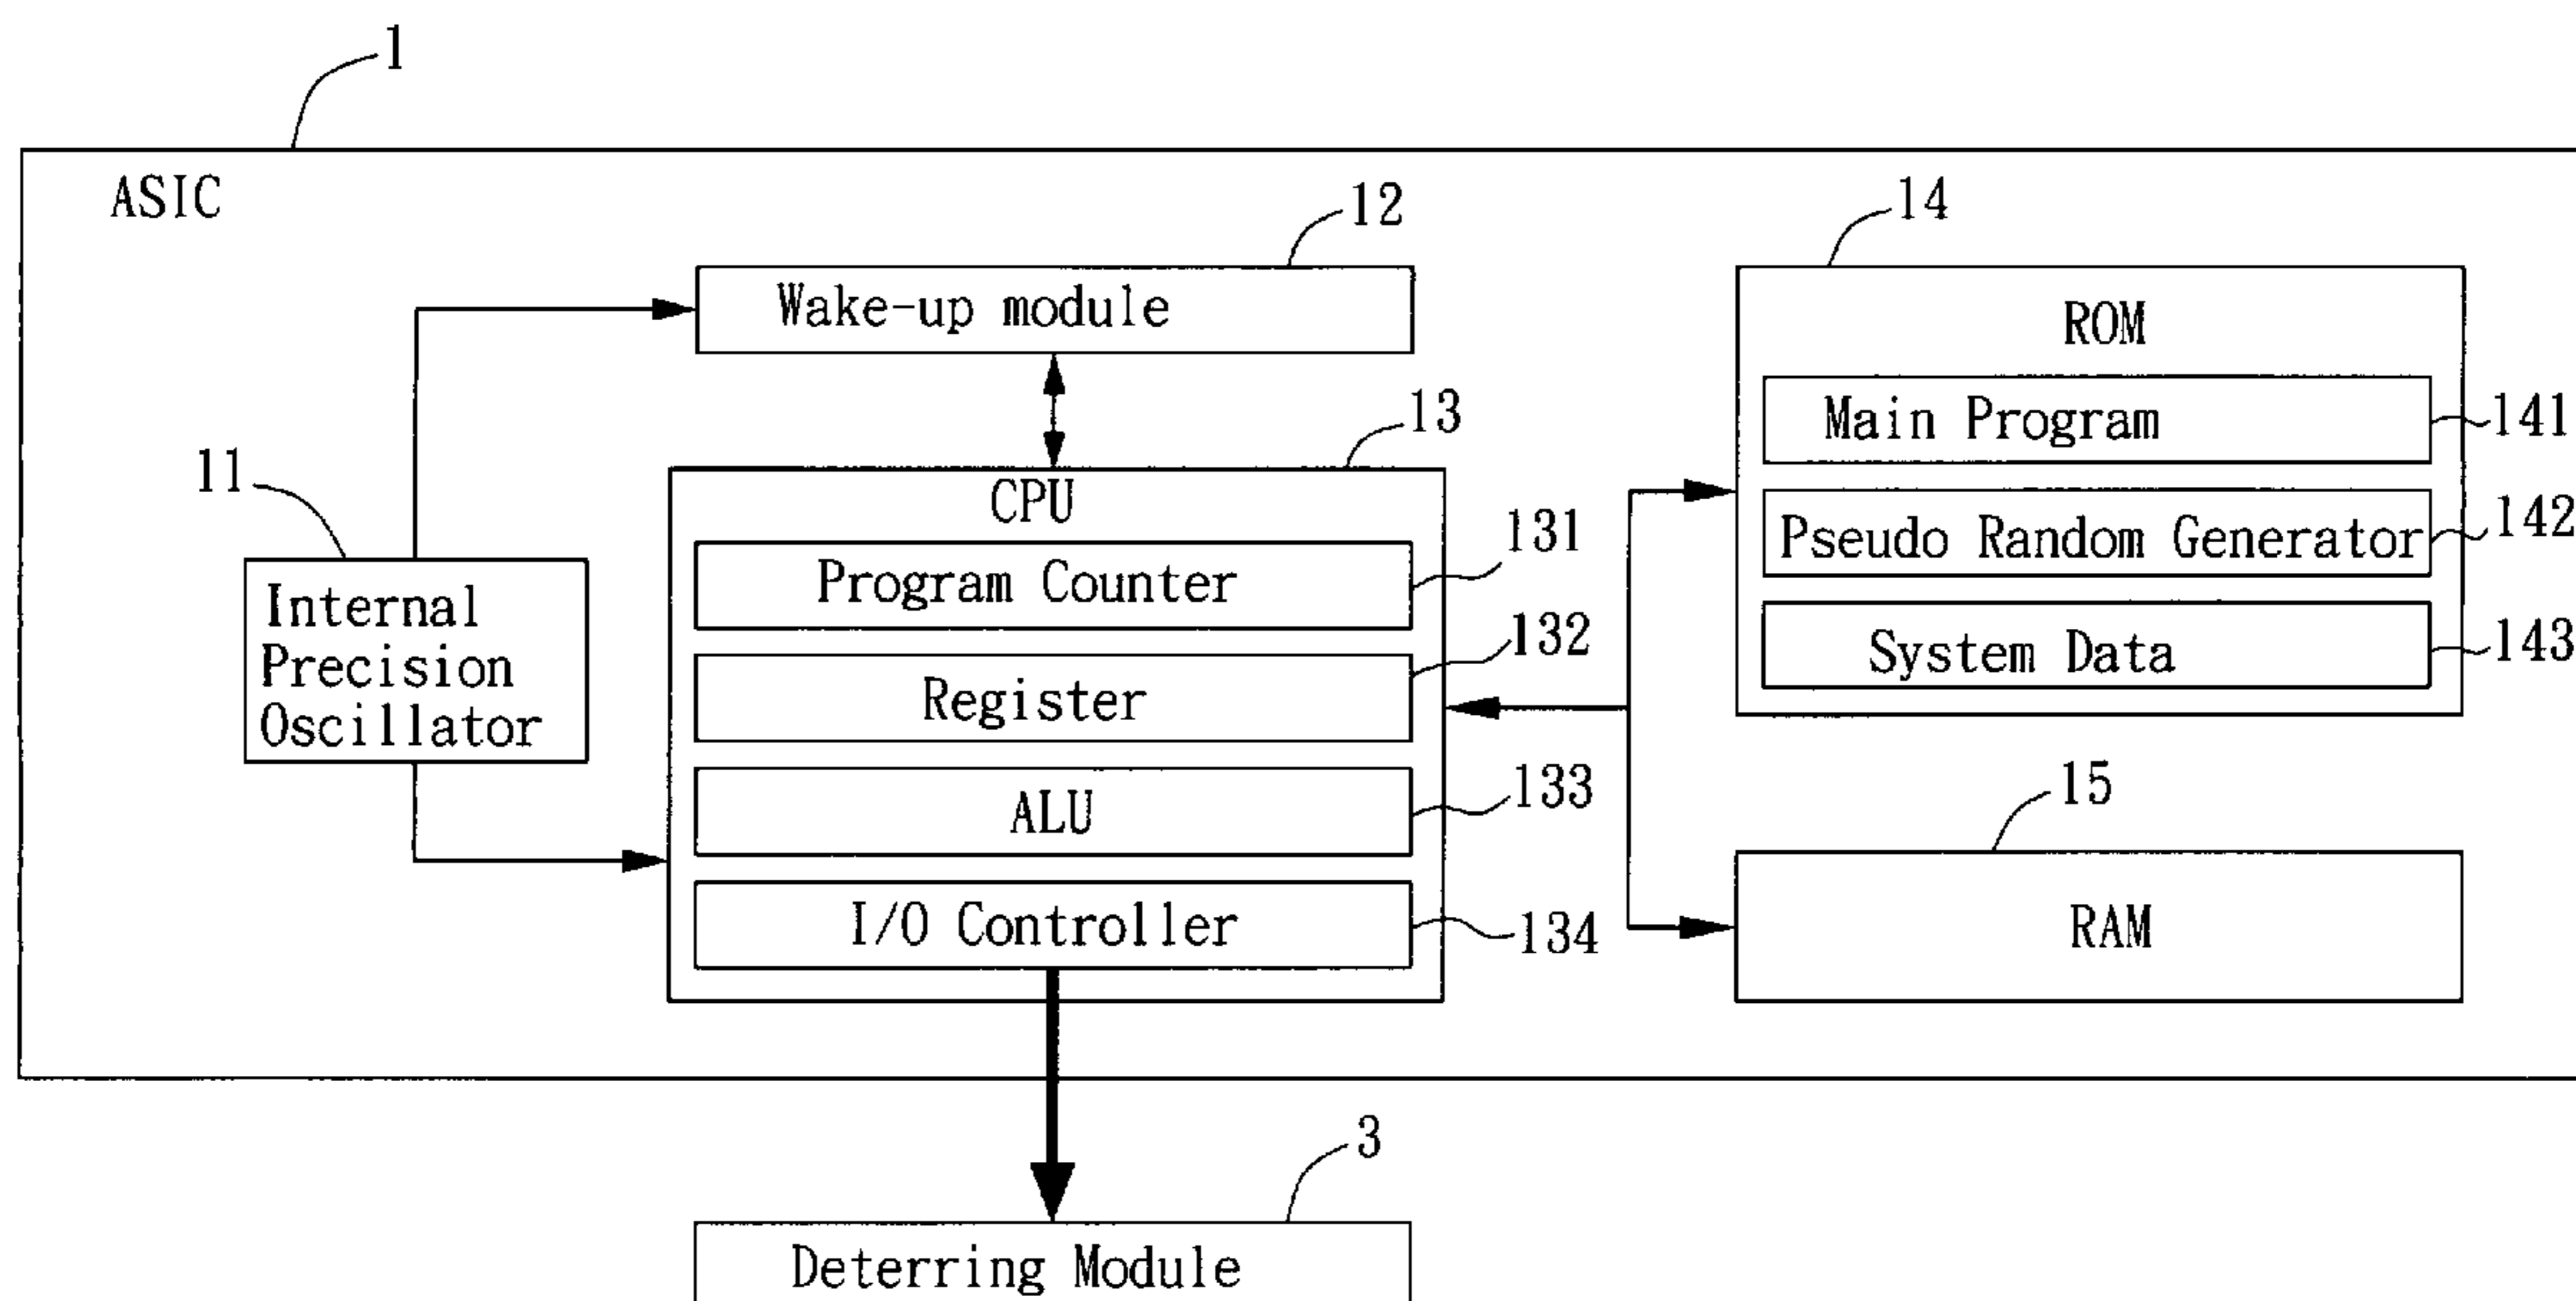 1
ASIC
12
14
Wake-up module
ROM
13
Main Program
141
11
CPU
131
Pseudo Random Generator
142
Internal
Precision
Oscillator
Program Counter
132
System Data
143
Register
133
15
ALU
I/O Controller
134
RAM
3
Deterring Module